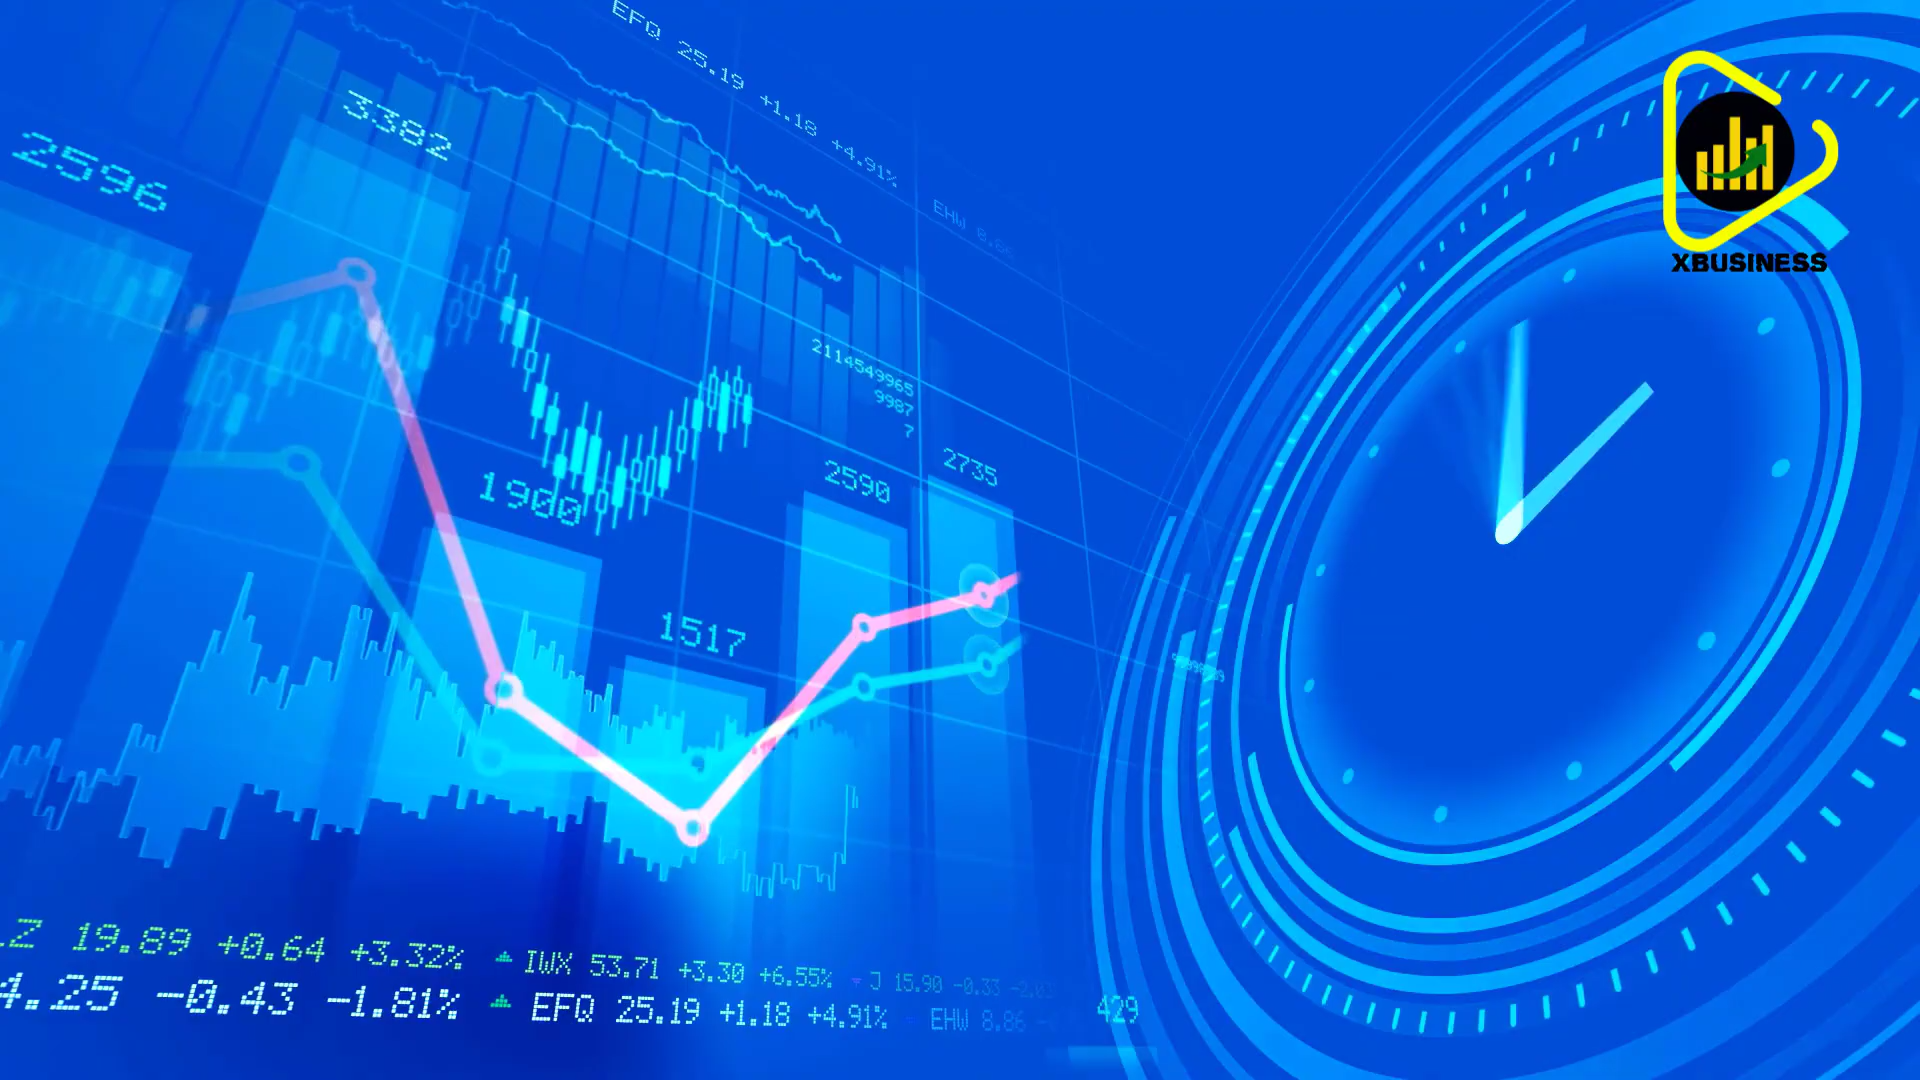 EFQ 25.19 +1.18 +4.91%
XBUSINESS
3382
2596
EHW 8.86
2114549965
9987
7
2735
2590
1900
1517
Z 19.89 +0.64 +3.32% IWX 53.71 +3.30 +6.55% J 15.90 -0.33
4.25 -0.43 -1.81% EFQ 25.19 +1.18 +4.91% EHW 8.86
429